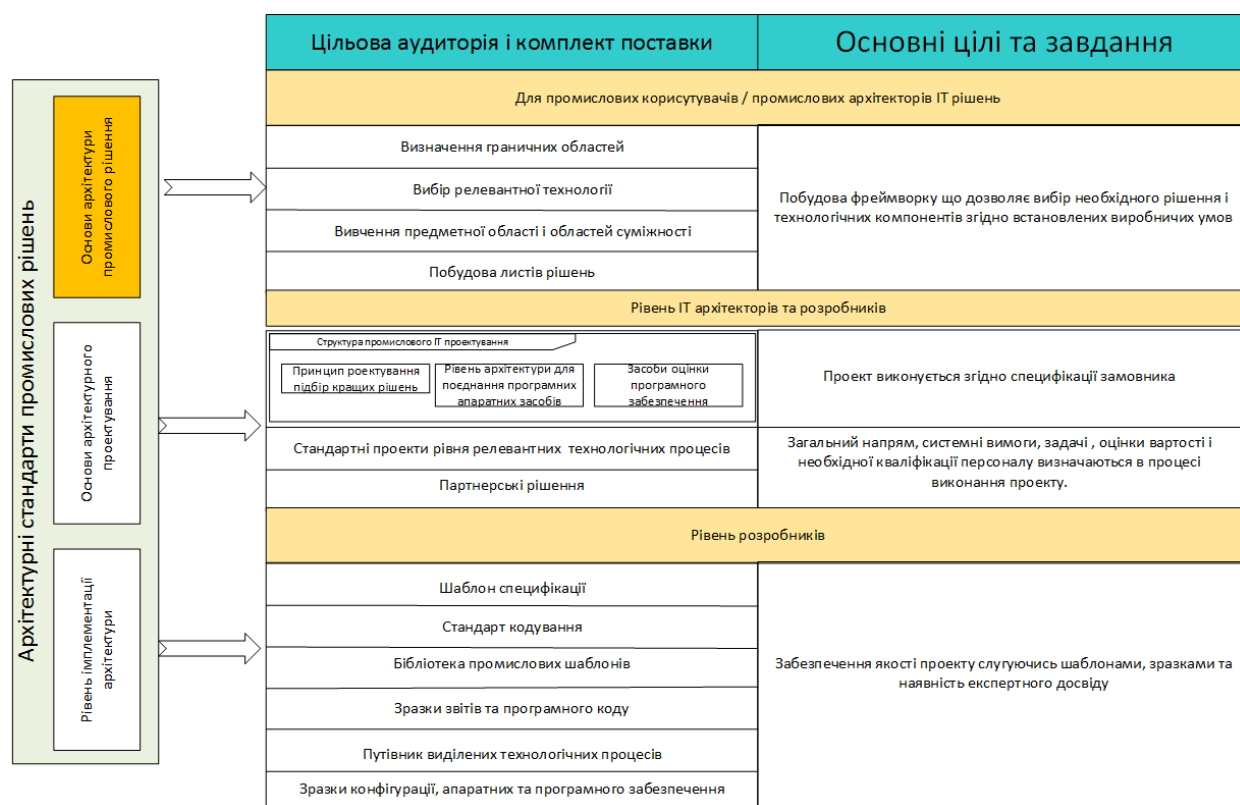 Цільова аудиторія і комплект поставки
Основні цілі та завдання
Архітектурні стандарти промислових рішень
Основи архітектури
промислового рішення
Для промислових корисутувачів / промислових архітекторів ІТ рішень
Визначення граничних областей
Вибір релевантної технології
Вивчення предметної області і областей суміжності
Побудова листів рішень
Побудова фреймворку що дозволяє вибір необхідного рішення і
технологічних компонентів згідно встановлених виробничих умов
Основи архітектурного
проектування
Рівень ІТ архітекторів та розробників
Структура промислового ІТ проектування
Принцип роектування
підбір кращих рішень
Рівень архітектури для
поєднання програмних
апаратних засобів
Засоби оцінки
програмного
забезпечення
Проект виконується згідно специфікації замовника
Стандартні проекти рівня релевантних технологічних процесів
Партнерські рішення
Загальний напрям, системні вимоги, задачі , оцінки вартості і
необхідної кваліфікації персоналу визначаються в процесі
виконання проекту.
Рівень імплементації
архітектури
Рівень розробників
Шаблон специфікації
Стандарт кодування
Бібліотека промислових шаблонів
Зразки звітів та програмного коду
Путівник виділених технологічних процесів
Зразки конфігурації, апаратних та програмного забезпечення
Забезпечення якості проекту слугуючись шаблонами, зразками та
наявність експертного досвіду